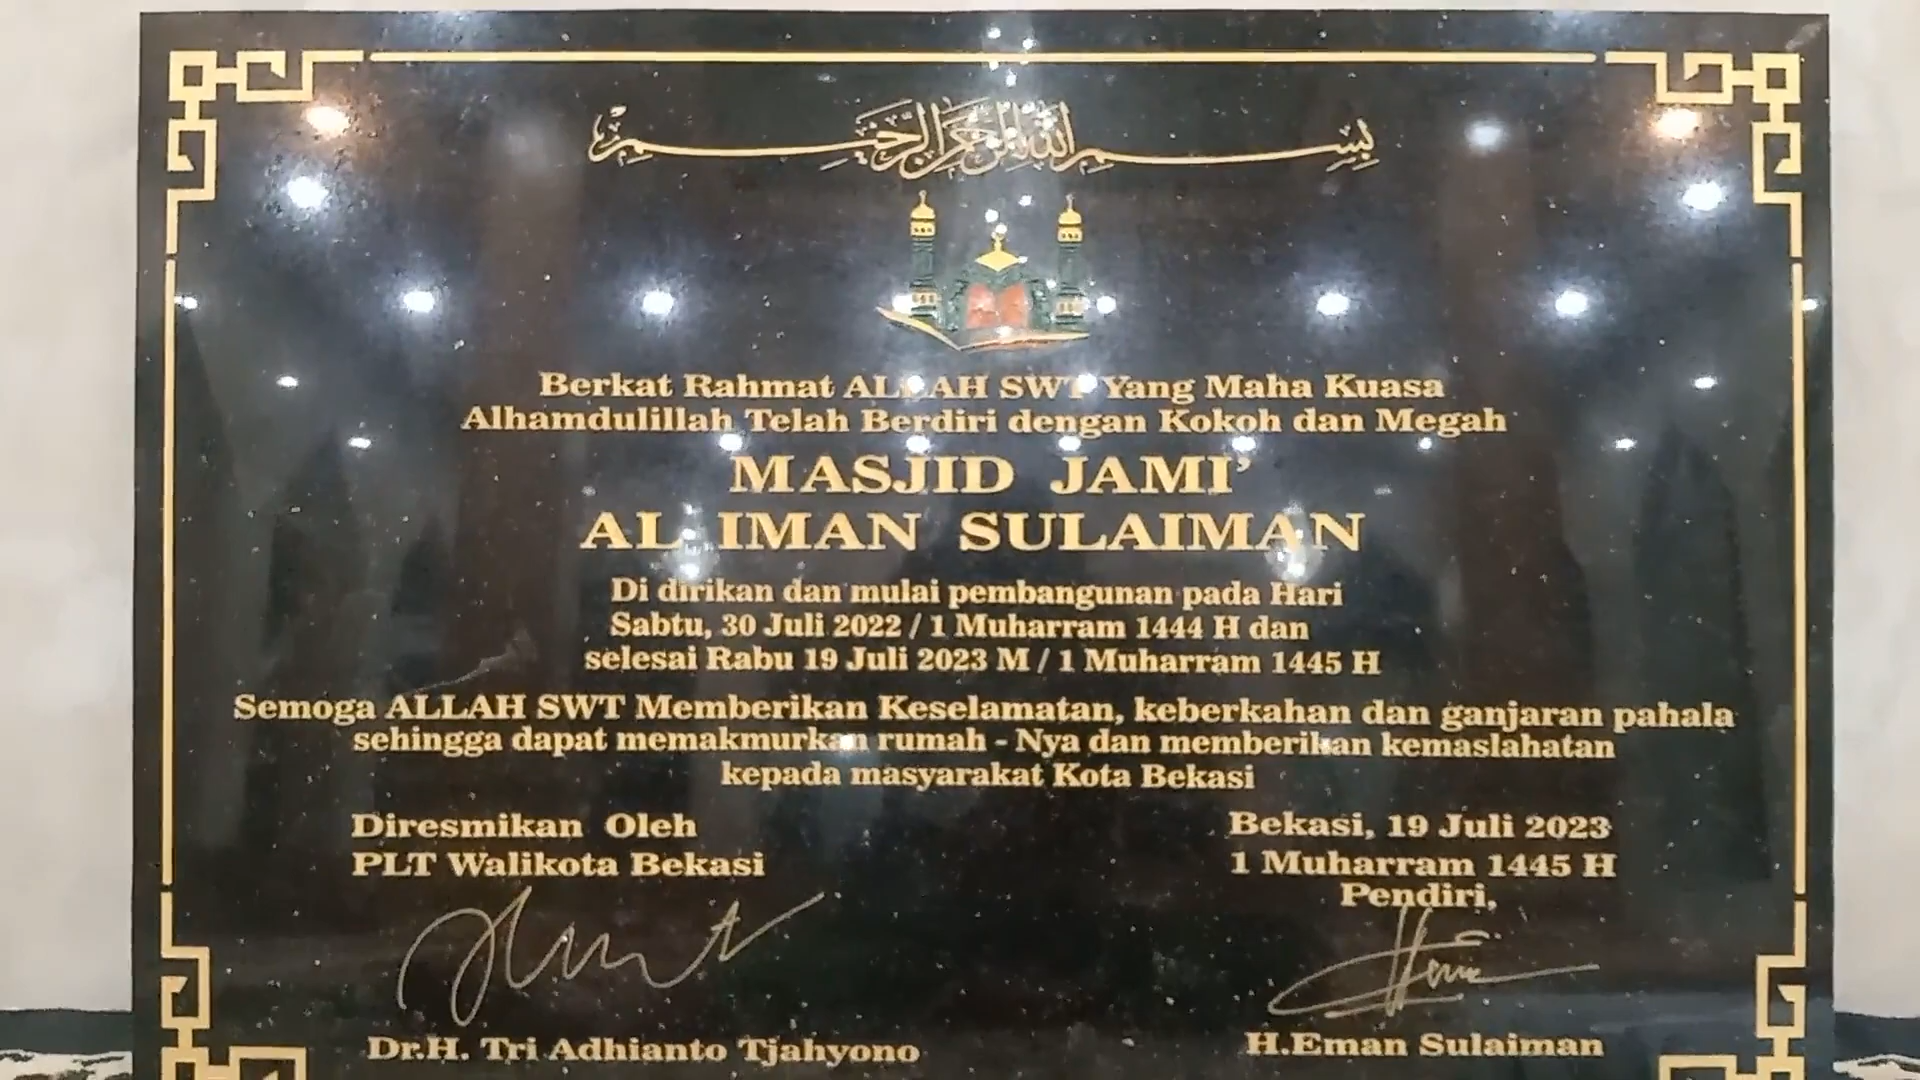 بسم الله الرحمن الرحيم
Berkat Rahmat ALLAH SWT Yang Maha Kuasa
Alhamdulillah Telah Berdiri dengan Kokoh dan Megah
MASJID JAMI'
AL IMAN SULAIMAN
Di dirikan dan mulai pembangunan pada Hari
Sabtu, 30 Juli 2022 / 1 Muharram 1444 H dan
selesai Rabu 19 Juli 2023 M / 1 Muharram 1445 H
Semoga ALLAH SWT Memberikan Keselamatan, keberkahan dan ganjaran pahala
sehingga dapat memakmurkan rumah - Nya dan memberikan kemaslahatan
kepada masyarakat Kota Bekasi
Diresmikan Oleh
PLT Walikota Bekasi
Dr.H. Tri Adhianto Tjahyono
Bekasi, 19 Juli 2023
1 Muharram 1445 H
Pendiri,
H.Eman Sulaiman